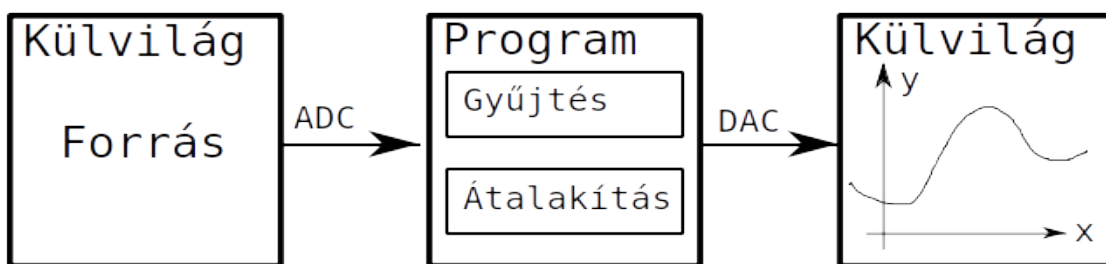 Külvilág
Forrás
ADC
Program
Gyűjtés
Átalakítás
DAC
Külvilág
y
x